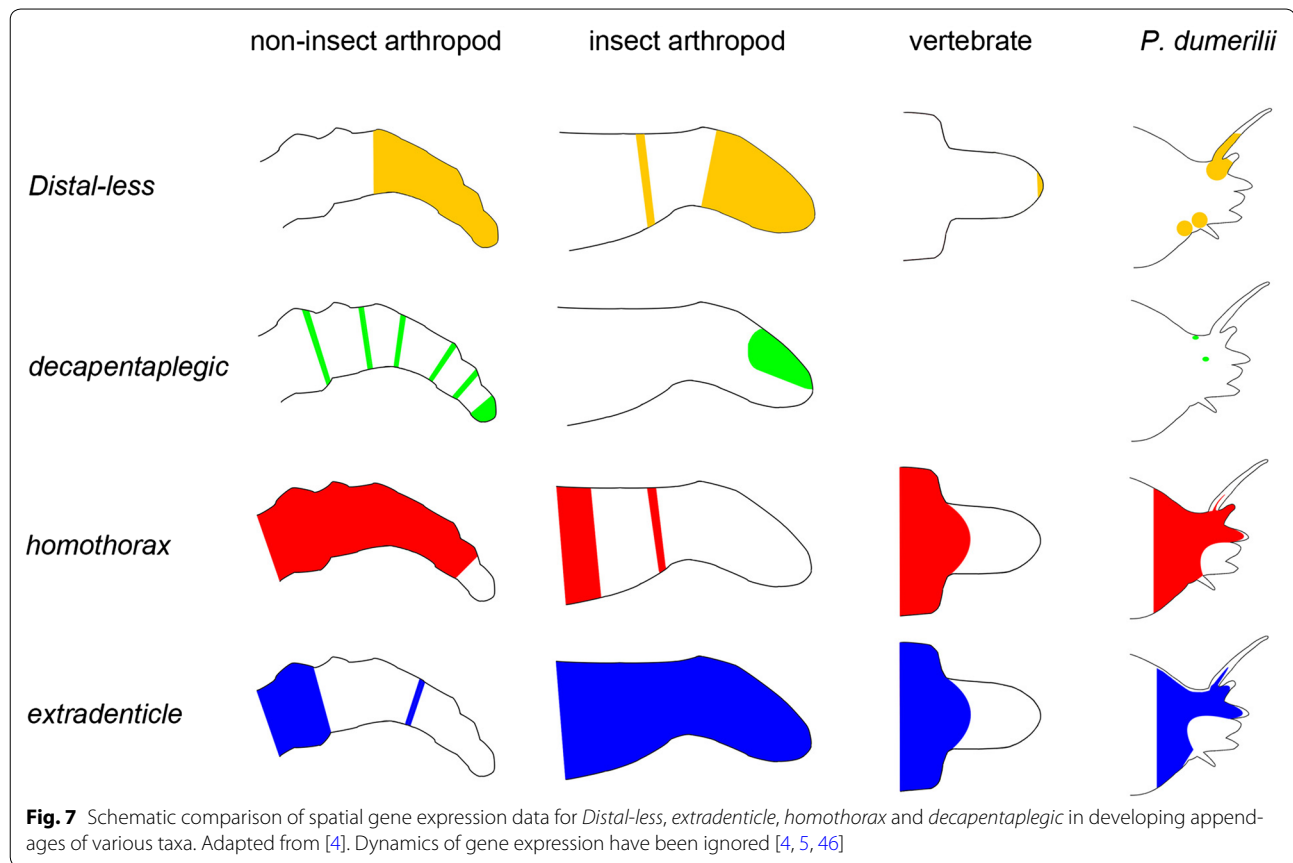 non-insect arthropod insect arthropod vertebrate P. dumerilii
Distal-less
decapentaplegic
homothorax
extradenticle
Fig. 7 Schematic comparison of spatial gene expression data for Distal-less, extradenticle, homothorax and decapentaplegic in developing append-
ages of various taxa. Adapted from [4]. Dynamics of gene expression have been ignored [4, 5, 46]